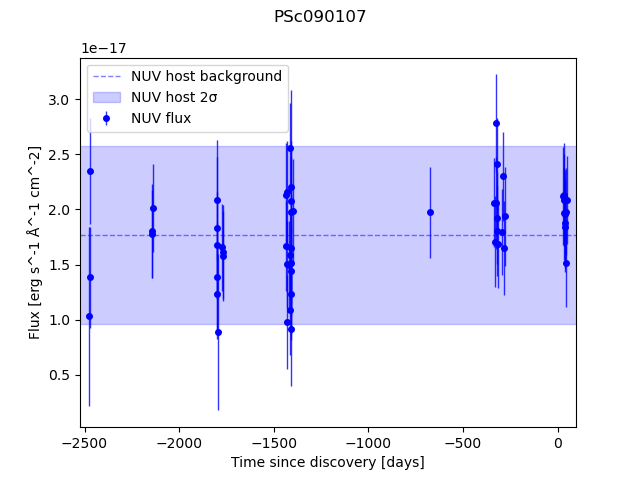 PSc090107
1e−17
NUV host background
NUV host 2σ
NUV flux
Flux [erg s^-1 Å^-1 cm^-2]
3.0
2.5
2.0
1.5
1.0
0.5
−2500 −2000 −1500 −1000 −500 0
Time since discovery [days]